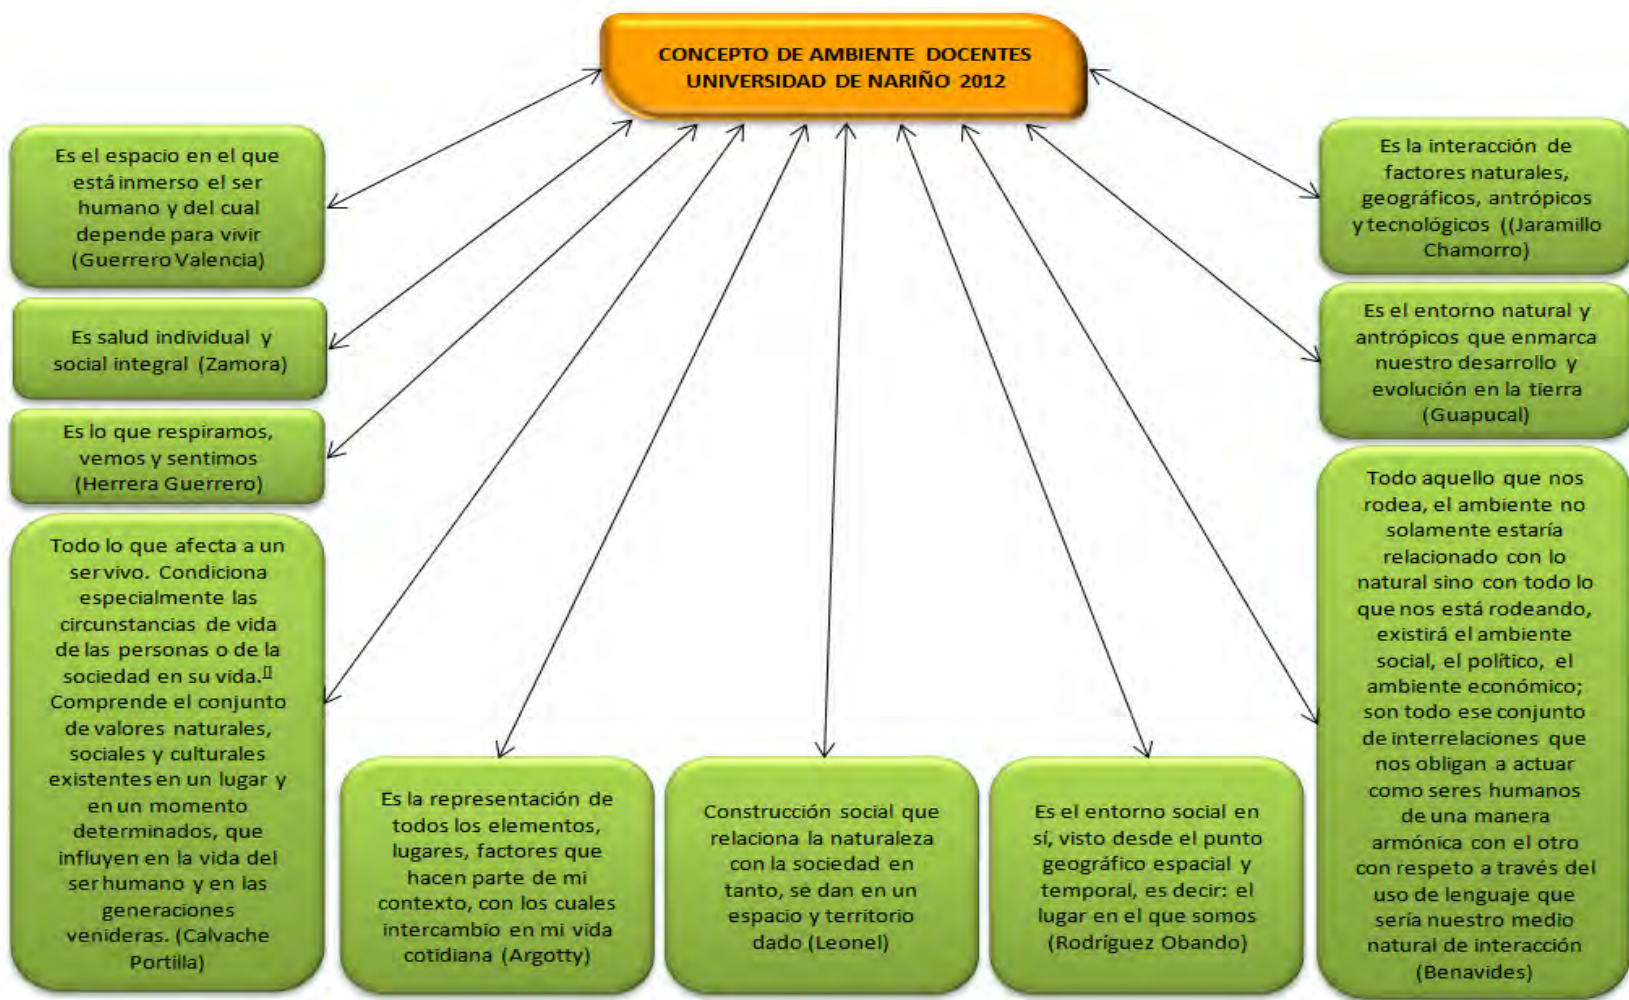 CONCEPTO DE AMBIENTE DOCENTES
UNIVERSIDAD DE NARIÑO 2012
Es el espacio en el que
está inmerso el ser
humano y del cual
depende para vivir
(Guerrero Valencia)
Es salud individual y
social integral (Zamora)
Es lo que respiramos,
vemos y sentimos
(Herrera Guerrero)
Todo lo que afecta a un
ser vivo. Condiciona
especialmente las
circunstancias de vida
de las personas o de la
sociedad en su vida.[]
Comprende el conjunto
de valores naturales,
sociales y culturales
existentes en un lugar y
en un momento
determinados, que
influyen en la vida del
ser humano y en las
generaciones
venideras. (Calvache
Portilla)
Es la representación de
todos los elementos,
lugares, factores que
hacen parte de mi
contexto, con los cuales
intercambio en mi vida
cotidiana (Argotty)
Construcción social que
relaciona la naturaleza
con la sociedad en
tanto, se dan en un
espacio y territorio
dado (Leonel)
Es el entorno social en
sí, visto desde el punto
geográfico espacial y
temporal, es decir: el
lugar en el que somos
(Rodríguez Obando)
Es la interacción de
factores naturales,
geográficos, antrópicos
y tecnológicos ((Jaramillo
Chamorro)
Es el entorno natural y
antrópicos que enmarca
nuestro desarrollo y
evolución en la tierra
(Guapucal)
Todo aquello que nos
rodea, el ambiente no
solamente estaría
relacionado con lo
natural sino con todo lo
que nos está rodeando,
existirá el ambiente
social, el político, el
ambiente económico;
son todo ese conjunto
de interrelaciones que
nos obligan a actuar
como seres humanos
de una manera
armónica con el otro
con respeto a través del
uso de lenguaje que
sería nuestro medio
natural de interacción
(Benavides)